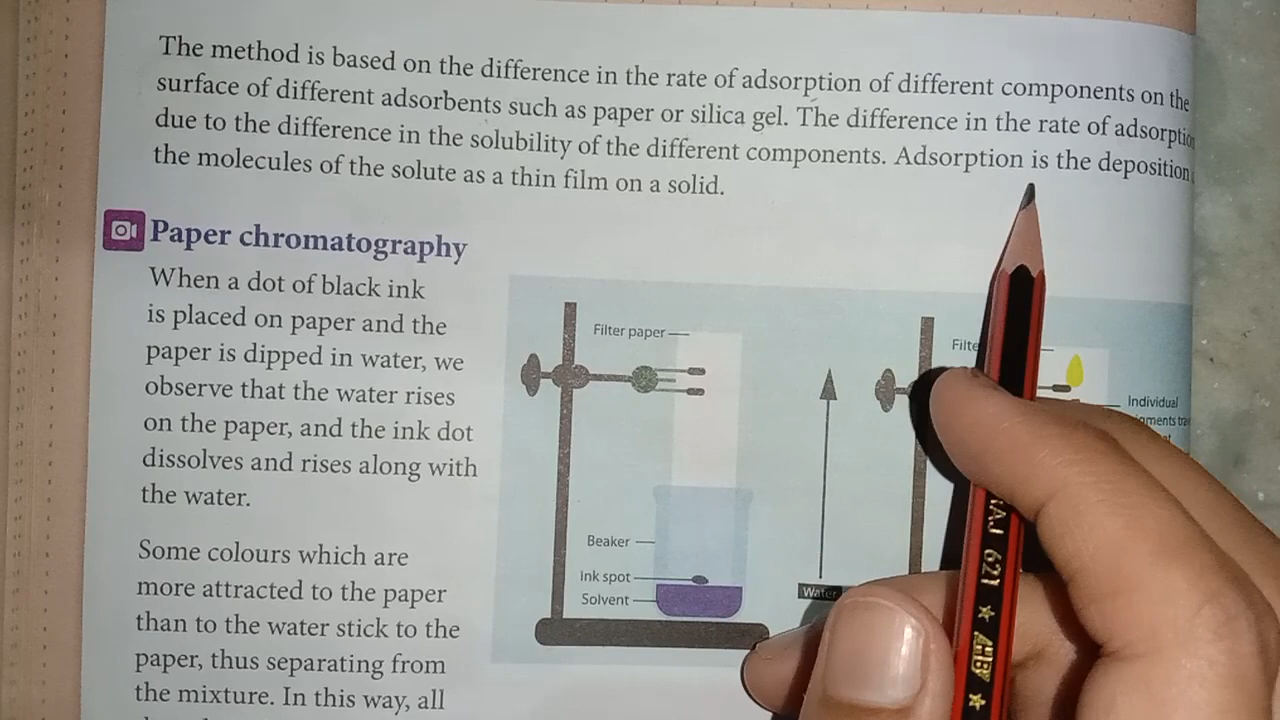 The method is based on the difference in the rate of adsorption of different components on the
surface of different adsorbents such as paper or silica gel. The difference in the rate of adsorption
due to the difference in the solubility of the different components. Adsorption is the deposition
the molecules of the solute as a thin film on a solid.
Paper chromatography
When a dot of black ink
is placed on paper and the
paper is dipped in water, we
observe that the water rises
on the paper, and the ink dot
dissolves and rises along with
the water.
Some colours which are
more attracted to the paper
than to the water stick to the
paper, thus separating from
the mixture. In this way, all
Filter paper
Beaker
Ink spot
Solvent
Water
Individual
621